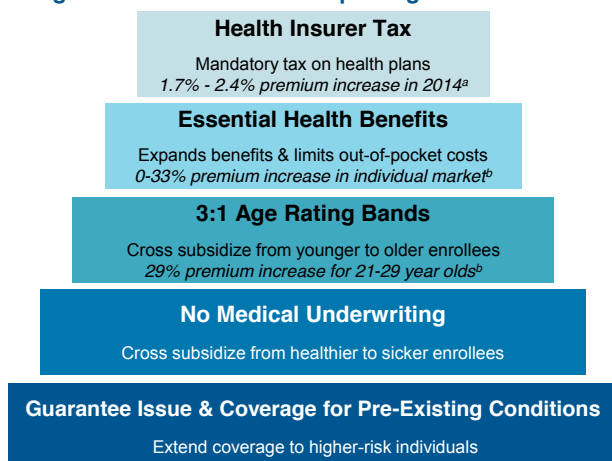 Health Insurer Tax
Mandatory tax on health plans
1.7% - 2.4% premium increase in 2014ᵃ
Essential Health Benefits
Expands benefits & limits out-of-pocket costs
0-33% premium increase in individual marketᵇ
3:1 Age Rating Bands
Cross subsidize from younger to older enrollees
29% premium increase for 21-29 year oldsᵇ
No Medical Underwriting
Cross subsidize from healthier to sicker enrollees
Guarantee Issue & Coverage for Pre-Existing Conditions
Extend coverage to higher-risk individuals